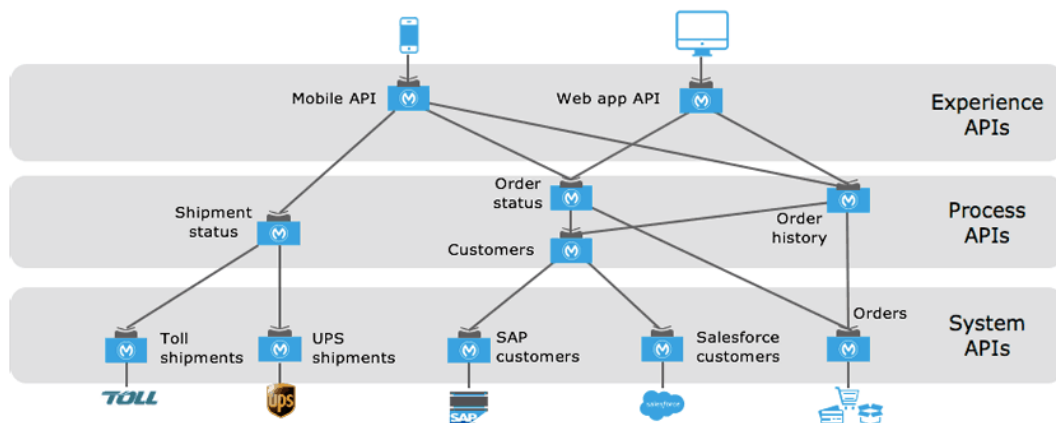 Mobile API
Web app API
Experience
APIs
Shipment
status
Order
status
Customers
Order
history
Process
APIs
Toll
shipments
UPS
shipments
SAP
customers
Salesforce
customers
Orders
System
APIs
TOLL
ups
SAP
salesforce